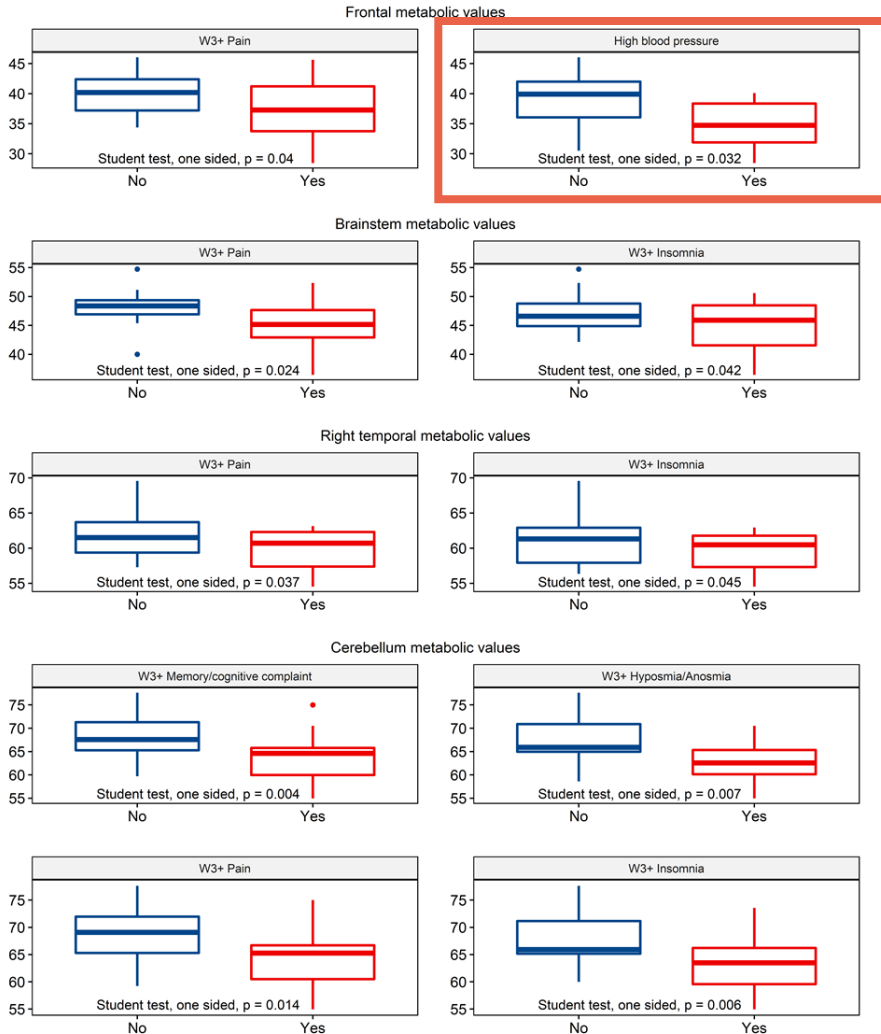 Frontal metabolic values
W3+ Pain
High blood pressure
45
40
35
30
Student test, one sided, p = 0.04
No
Yes
45
40
35
30
Student test, one sided, p = 0.032
No
Yes
Brainstem metabolic values
W3+ Pain
W3+ Insomnia
55
50
45
40
Student test, one sided, p = 0.024
No
Yes
55
50
45
40
Student test, one sided, p = 0.042
No
Yes
Right temporal metabolic values
W3+ Pain
W3+ Insomnia
70
65
60
55
Student test, one sided, p = 0.037
No
Yes
70
65
60
55
Student test, one sided, p = 0.045
No
Yes
Cerebellum metabolic values
W3+ Memory/cognitive complaint
W3+ Hyposmia/Anosmia
75
70
65
60
55
Student test, one sided, p = 0.004
No
Yes
75
70
65
60
55
Student test, one sided, p = 0.007
No
Yes
W3+ Pain
W3+ Insomnia
75
70
65
60
55
Student test, one sided, p = 0.014
No
Yes
75
70
65
60
55
Student test, one sided, p = 0.006
No
Yes